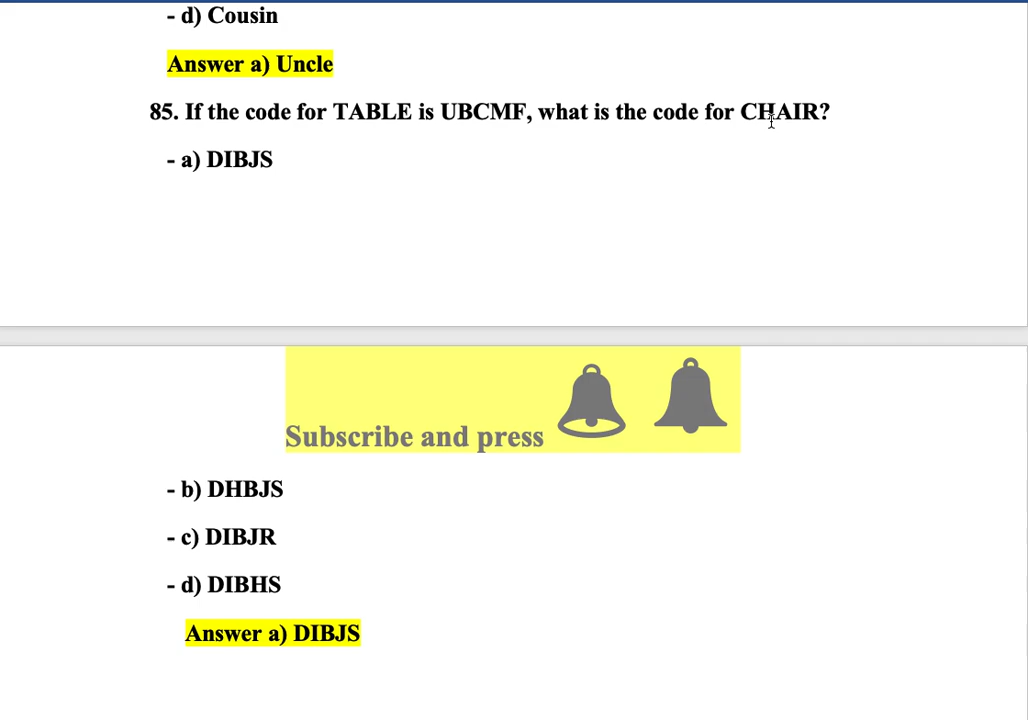 - d) Cousin
Answer a) Uncle
85. If the code for TABLE is UBCMF, what is the code for CHAIR?
- a) DIBJS
Subscribe and press
- b) DHBJS
- c) DIBJR
- d) DIBHS
Answer a) DIBJS